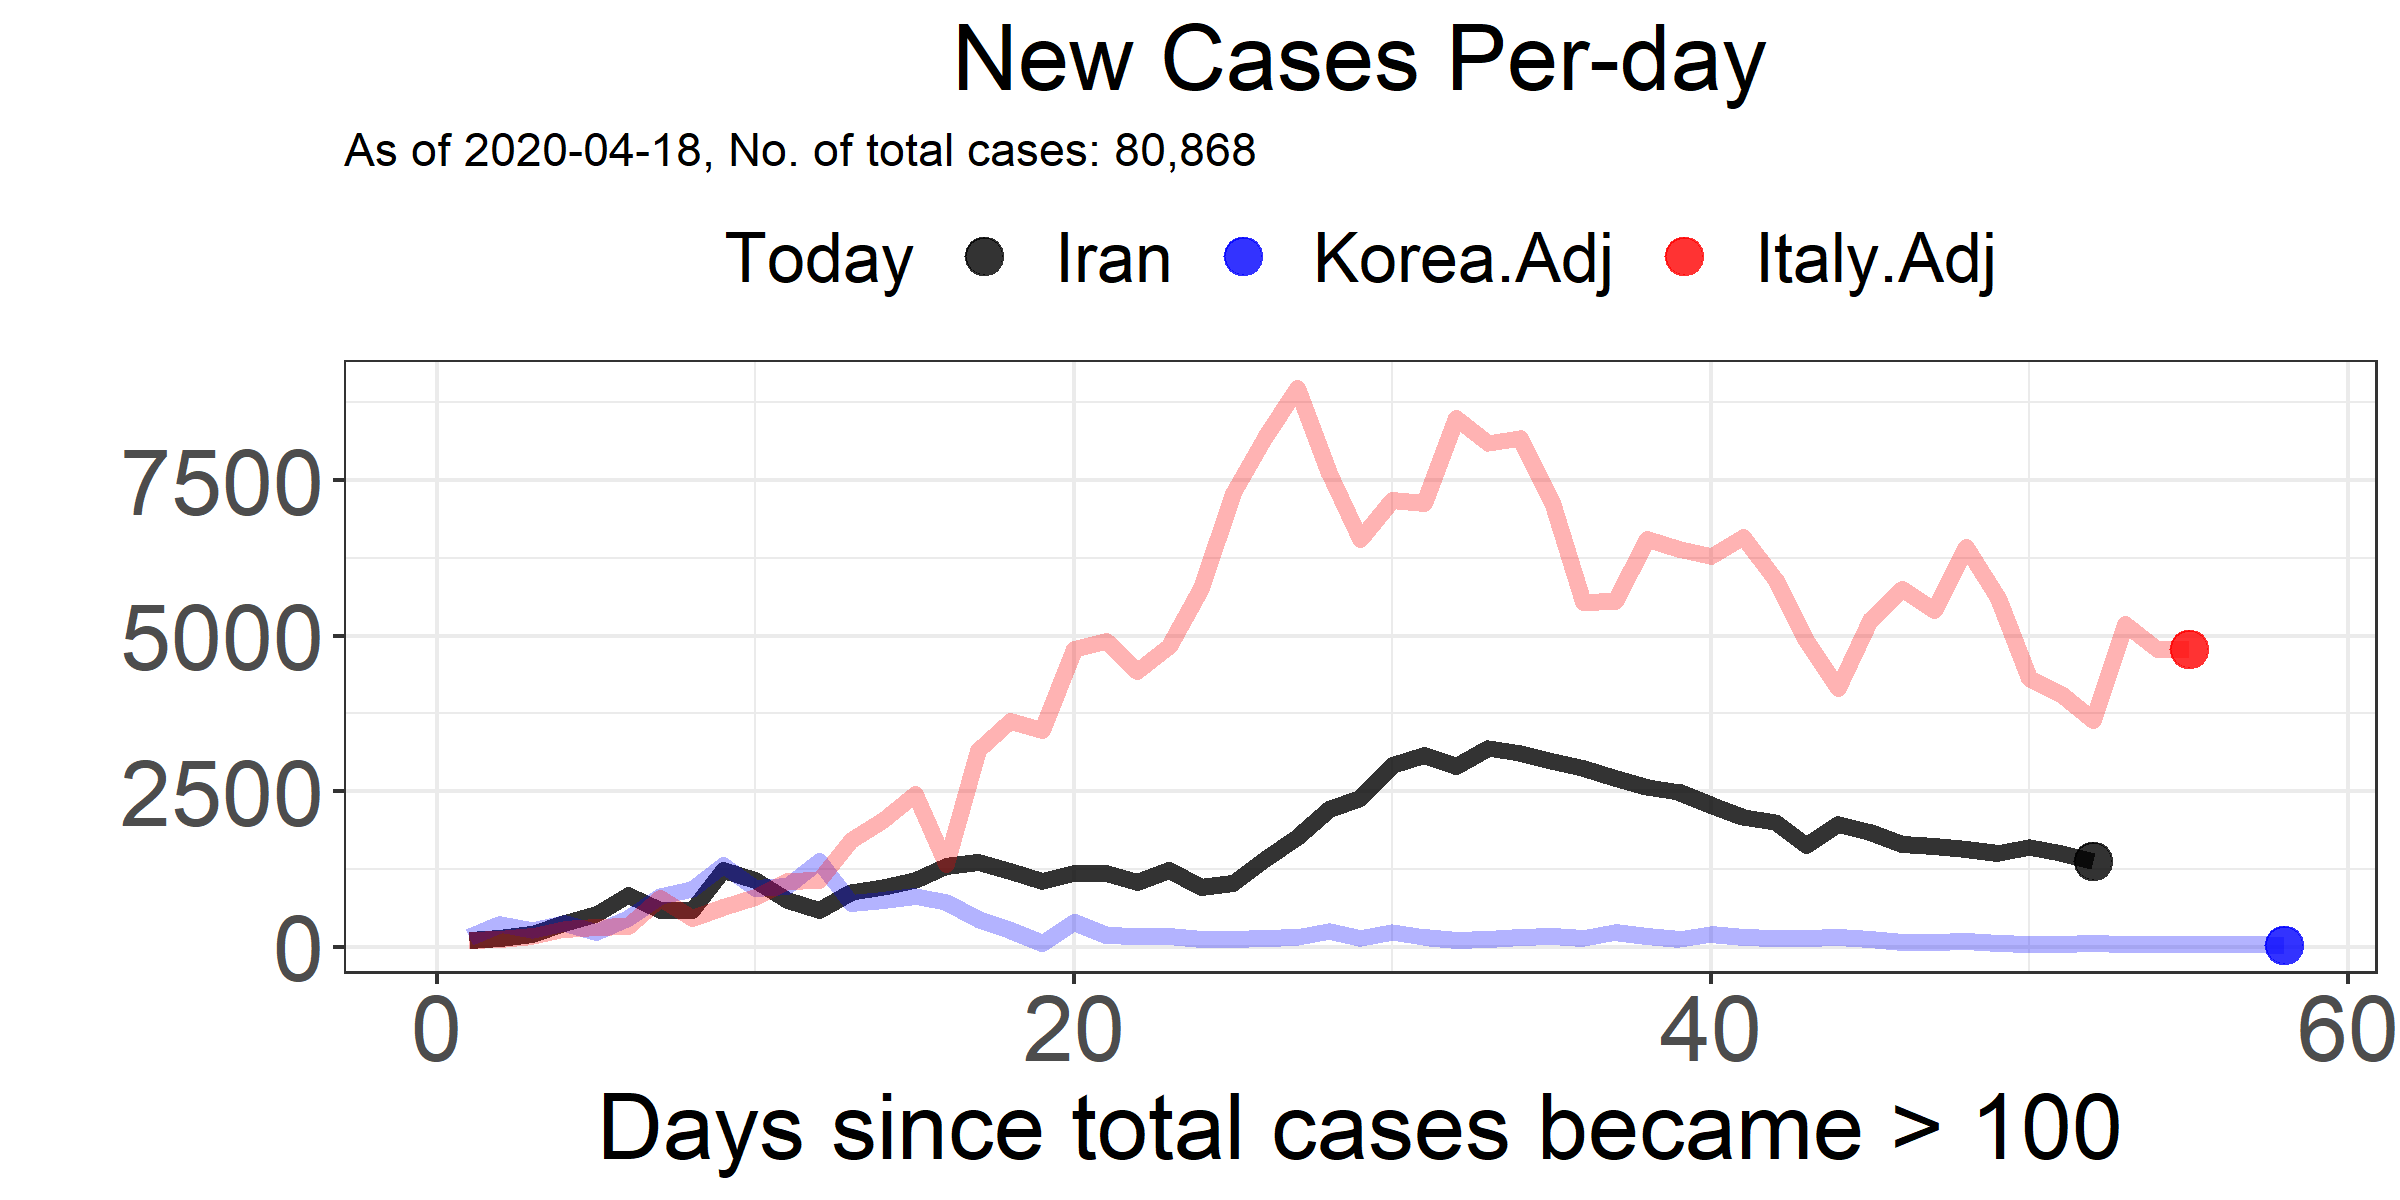 New Cases Per-day
As of 2020-04-18, No. of total cases: 80,868
Today Iran Korea.Adj Italy.Adj
7500
5000
2500
0
0 20 40 60
Days since total cases became > 100